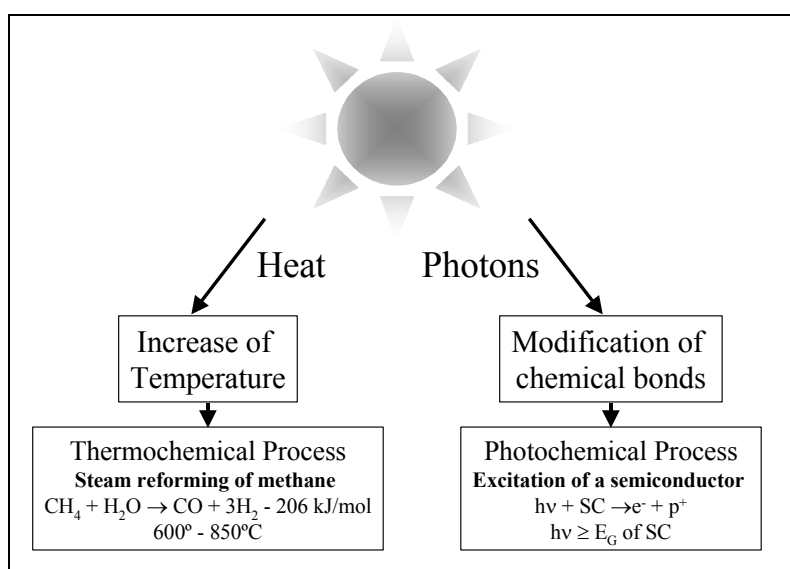 Heat
Photons
Increase of
Temperature
Modification of
chemical bonds
Thermochemical Process
Steam reforming of methane
CH₄ + H₂O → CO + 3H₂ - 206 kJ/mol
600º - 850ºC
Photochemical Process
Excitation of a semiconductor
hν + SC →e⁻ + p⁺
hν ≥ E_G of SC